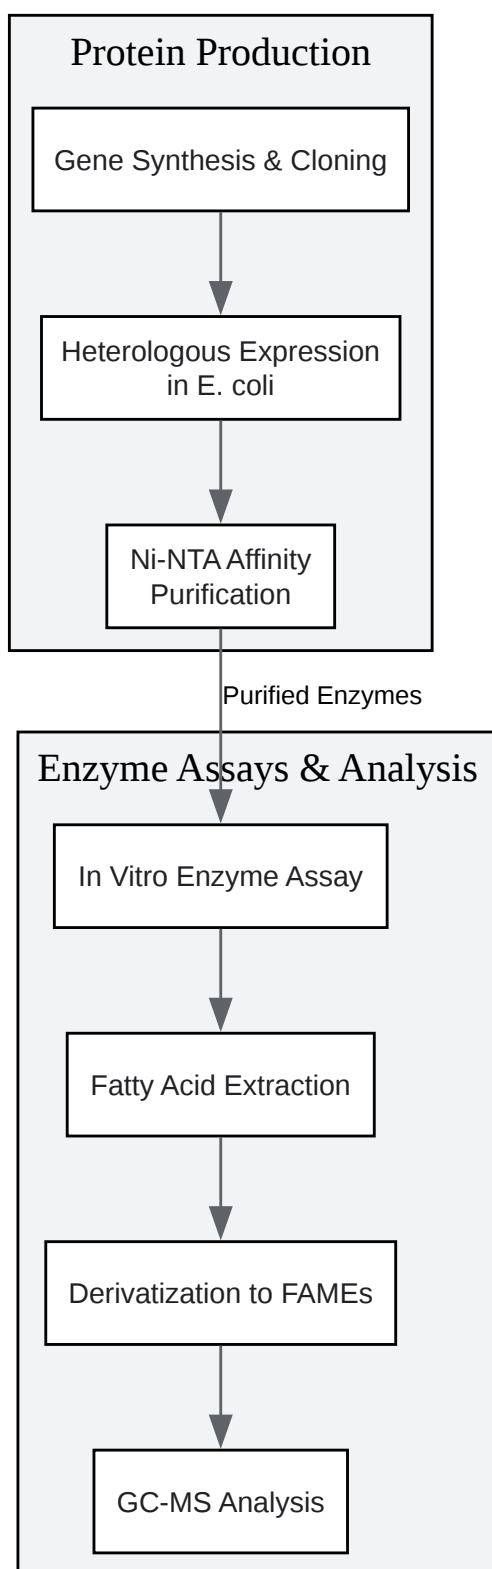 Protein Production
Gene Synthesis & Cloning
Heterologous Expression
in E. coli
Ni-NTA Affinity
Purification
Purified Enzymes
Enzyme Assays & Analysis
In Vitro Enzyme Assay
Fatty Acid Extraction
Derivatization to FAMEs
GC-MS Analysis